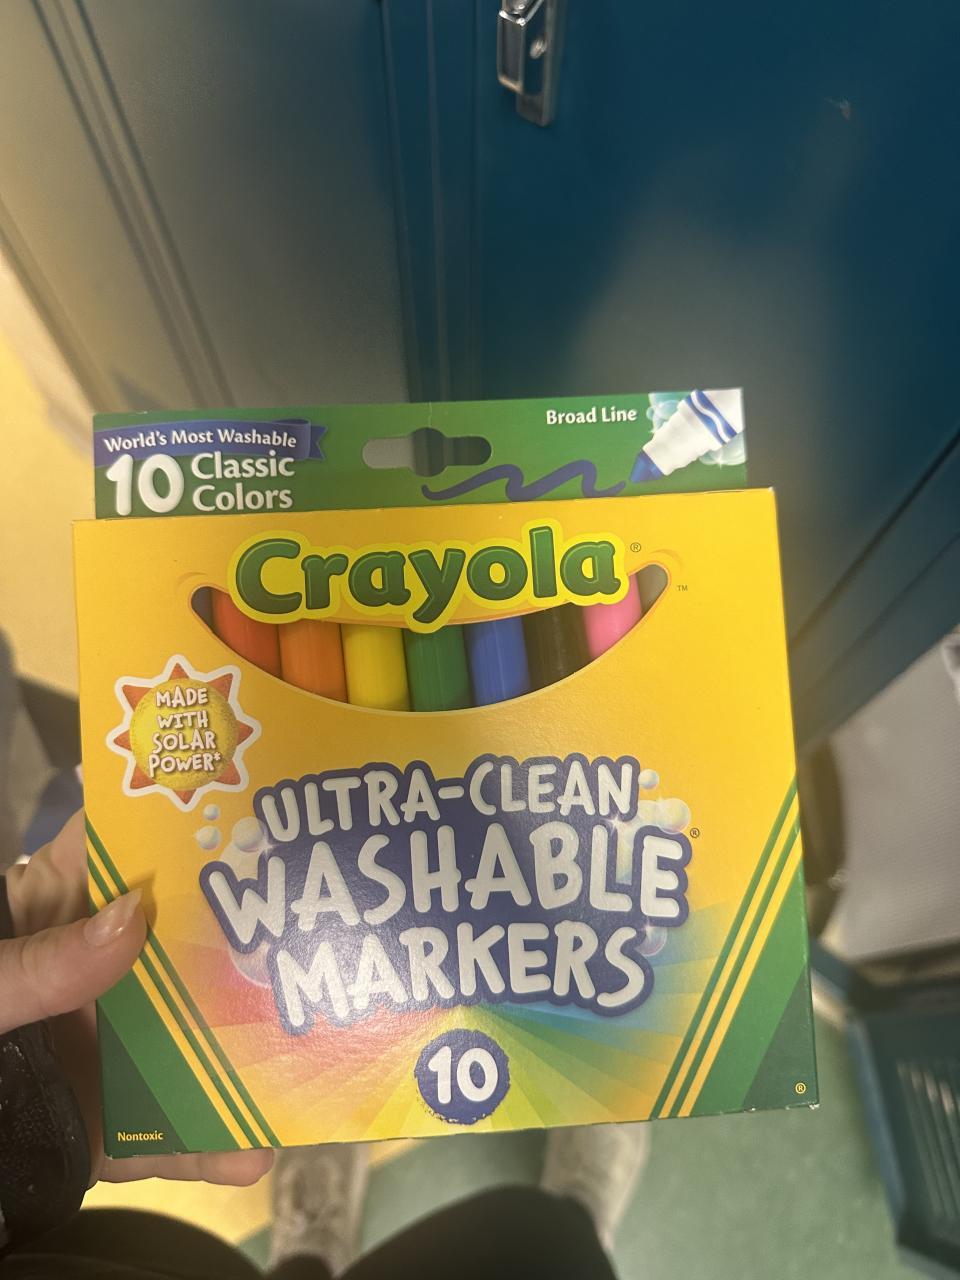 Broad Line
World's Most Washable
10 Classic
Colors
Crayola®
™
MADE
WITH
SOLAR
POWER*
ULTRA-CLEAN
WASHABLE®
MARKERS
10
®
Nontoxic